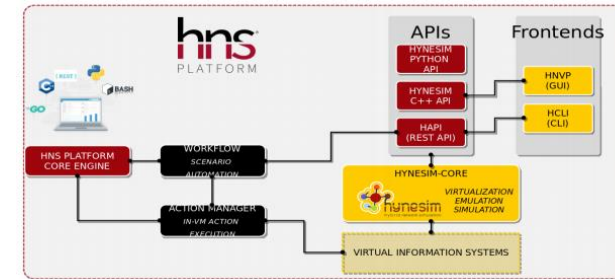 hns
PLATFORM
{REST}
BASH
GO
HNS PLATFORM
CORE ENGINE
WORKFLOW
SCENARIO
AUTOMATION
ACTION MANAGER
IN-VM ACTION
EXECUTION
APIs
HYNESIM
PYTHON
API
HYNESIM
C++ API
HAPI
(REST API)
Frontends
HNVP
(GUI)
HCLI
(CLI)
HYNESIM-CORE
hynesim
VIRTUALIZATION
EMULATION
SIMULATION
VIRTUAL INFORMATION SYSTEMS